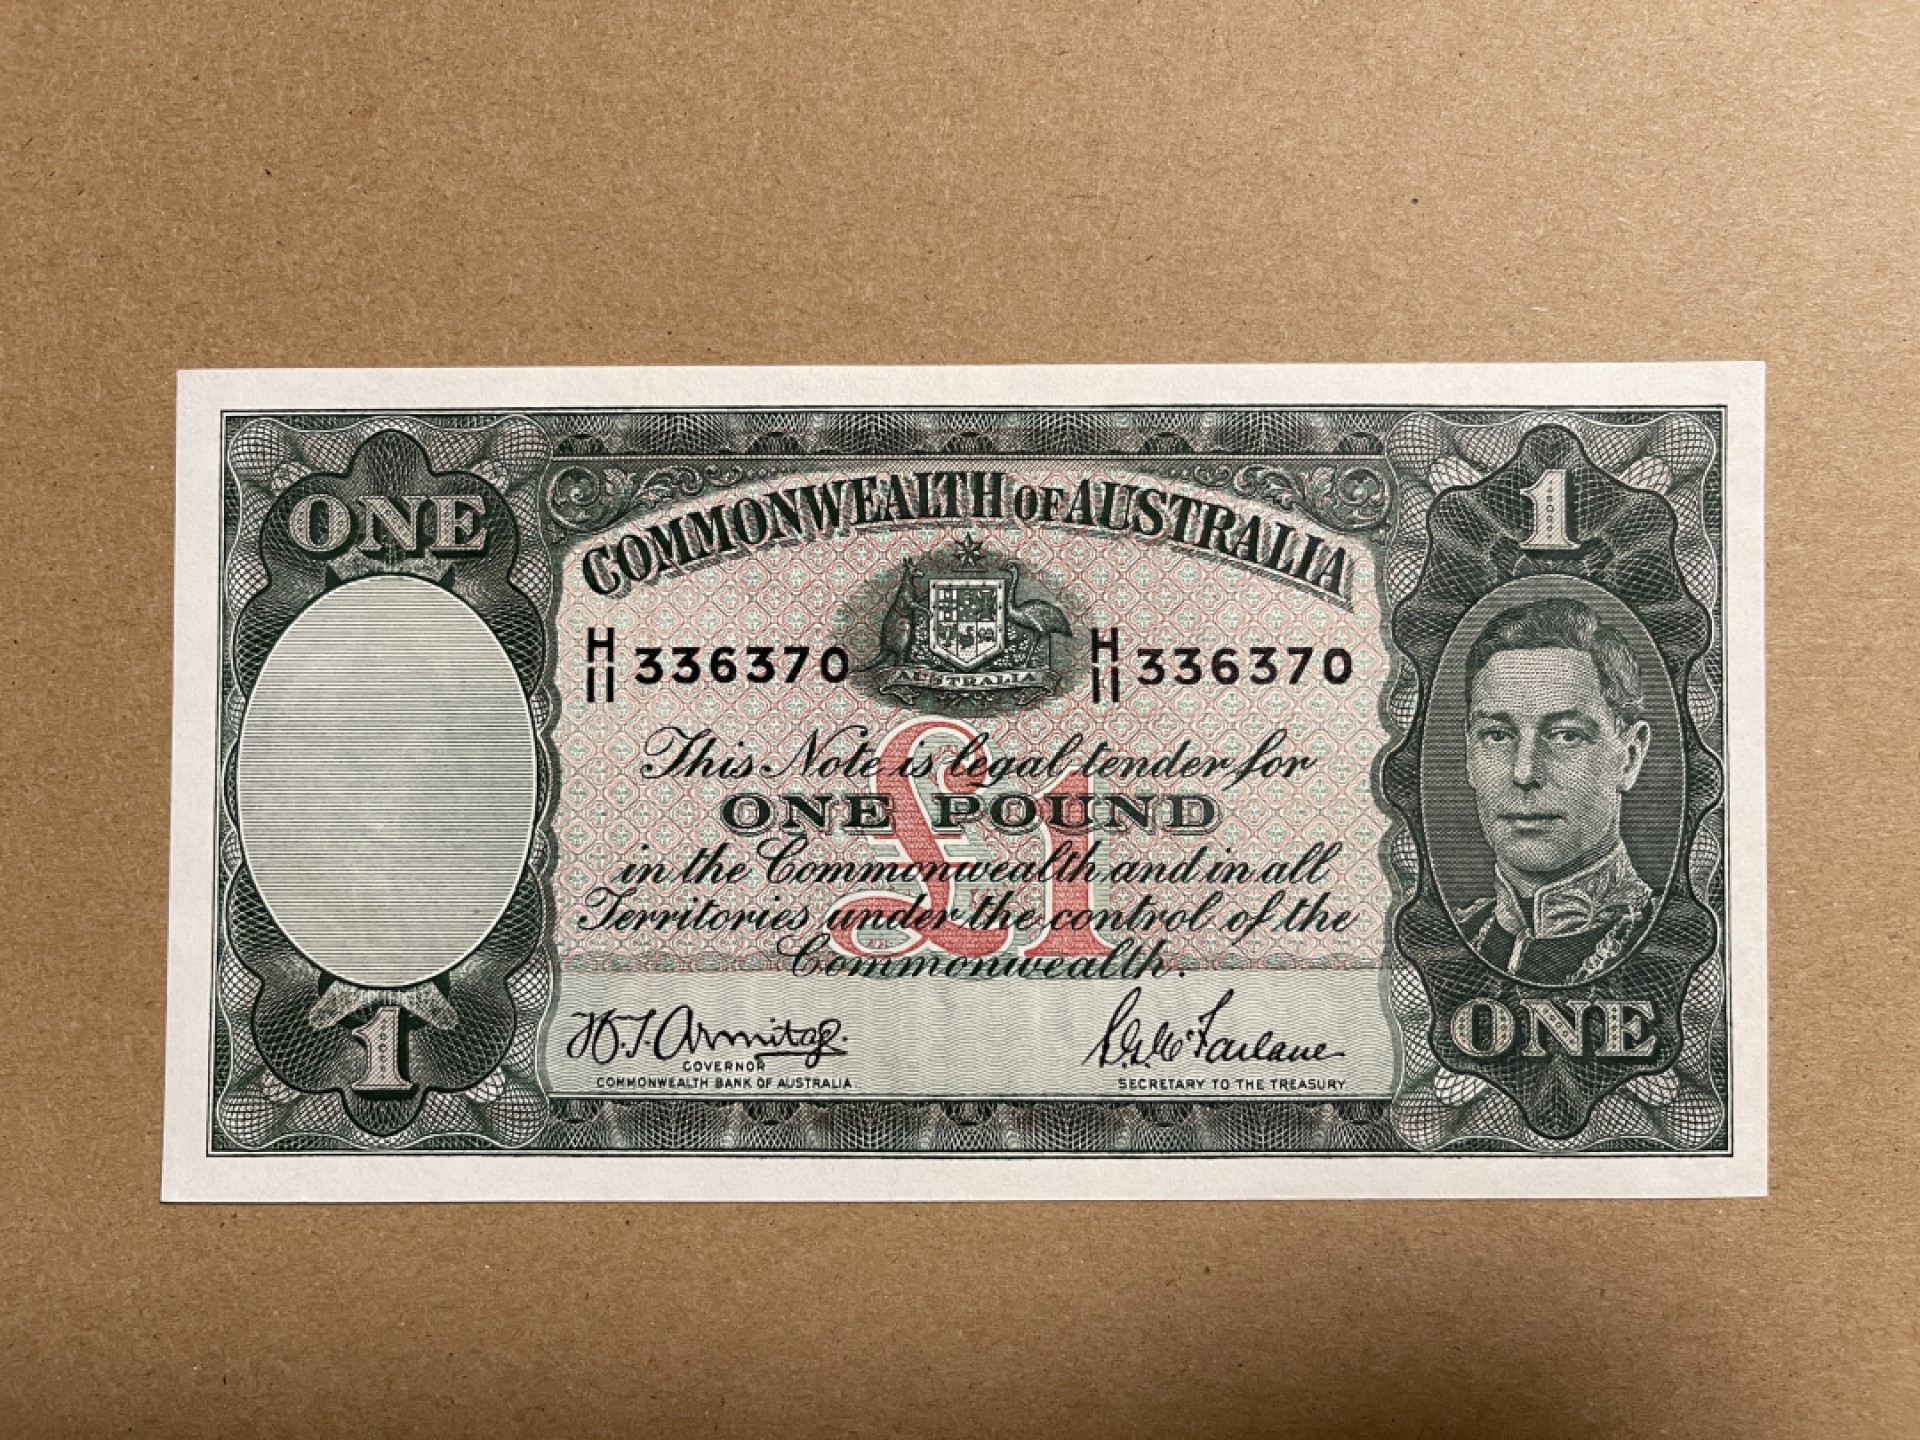 ONE
1
COMMONWEALTH OF AUSTRALIA
H/11 336370
H/11 336370
AUSTRALIA
This Note is legal tender for
ONE POUND
£1
in the Commonwealth and in all
Territories under the control of the
Commonwealth.
H.T. Armitage.
S.G. McFarlane
GOVERNOR
COMMONWEALTH BANK OF AUSTRALIA.
SECRETARY TO THE TREASURY.
1
ONE